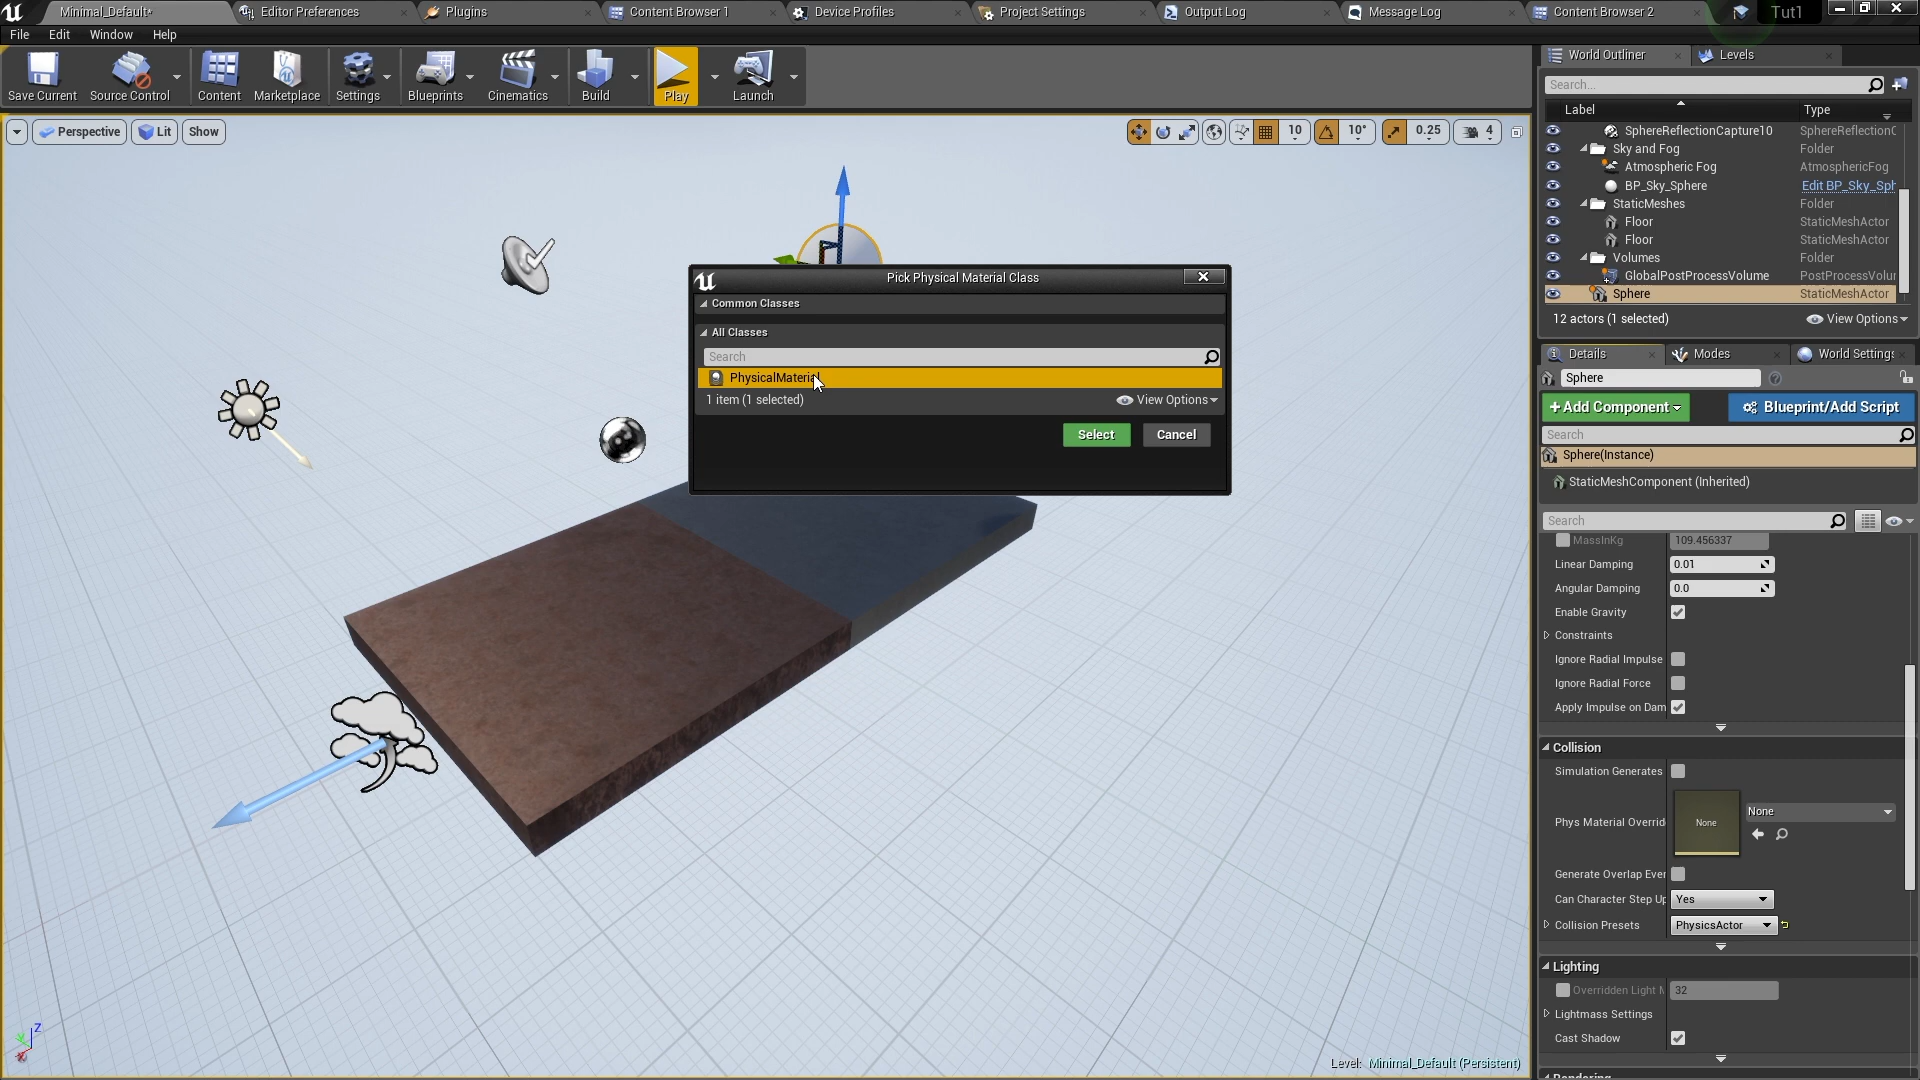 Minimal_Default*
Editor Preferences
Plugins
Content Browser 1
Device Profiles
Project Settings
Output Log
Message Log
Content Browser 2
Tut1
File Edit Window Help
Save Current
Source Control
Content
Marketplace
Settings
Blueprints
Cinematics
Build
Play
Launch
Perspective
Lit
Show
10
10°
0.25
4
Pick Physical Material Class
Common Classes
All Classes
Search
PhysicalMaterial
1 item (1 selected)
View Options
Select
Cancel
Level: Minimal_Default (Persistent)
Z
World Outliner
Levels
Search...
Label Type
SphereReflectionCapture10 SphereReflectionC
Sky and Fog Folder
Atmospheric Fog AtmosphericFog
BP_Sky_Sphere Edit BP_Sky_Sph
StaticMeshes Folder
Floor StaticMeshActor
Floor StaticMeshActor
Volumes Folder
GlobalPostProcessVolume PostProcessVolu
Sphere StaticMeshActor
12 actors (1 selected)
View Options
Details
Modes
World Settings
Sphere
+Add Component
Blueprint/Add Script
Search
Sphere(Instance)
StaticMeshComponent (Inherited)
Search
MassInKg 109.456337
Linear Damping 0.01
Angular Damping 0.0
Enable Gravity
Constraints
Ignore Radial Impulse
Ignore Radial Force
Apply Impulse on Dam
Collision
Simulation Generates
Phys Material Overrid
None
None
Generate Overlap Ever
Can Character Step Up Yes
Collision Presets PhysicsActor
Lighting
Overridden Light M 32
Lightmass Settings
Cast Shadow